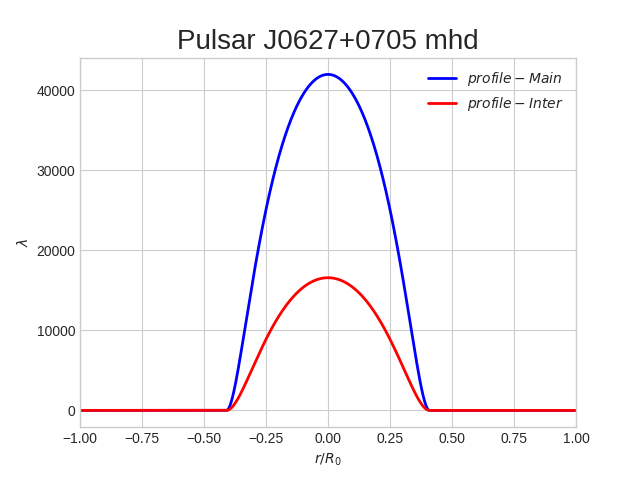 Pulsar J0627+0705 mhd
profile − Main
profile − Inter
40000
30000
20000
10000
0
λ
−1.00 −0.75 −0.50 −0.25 0.00 0.25 0.50 0.75 1.00
r/R0